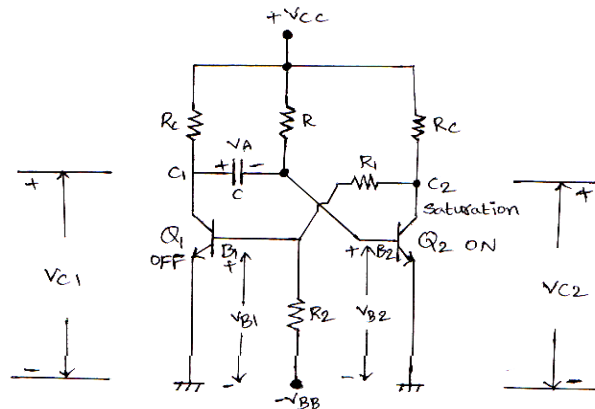 +VCC
RC
VA
R
RC
R1
C1
+
-
C
C2
Saturation
+
+
Q1
OFF
B1
+
+
B2
Q2 ON
VC1
VB1
R2
VB2
VC2
-
-
-
-
-VBB